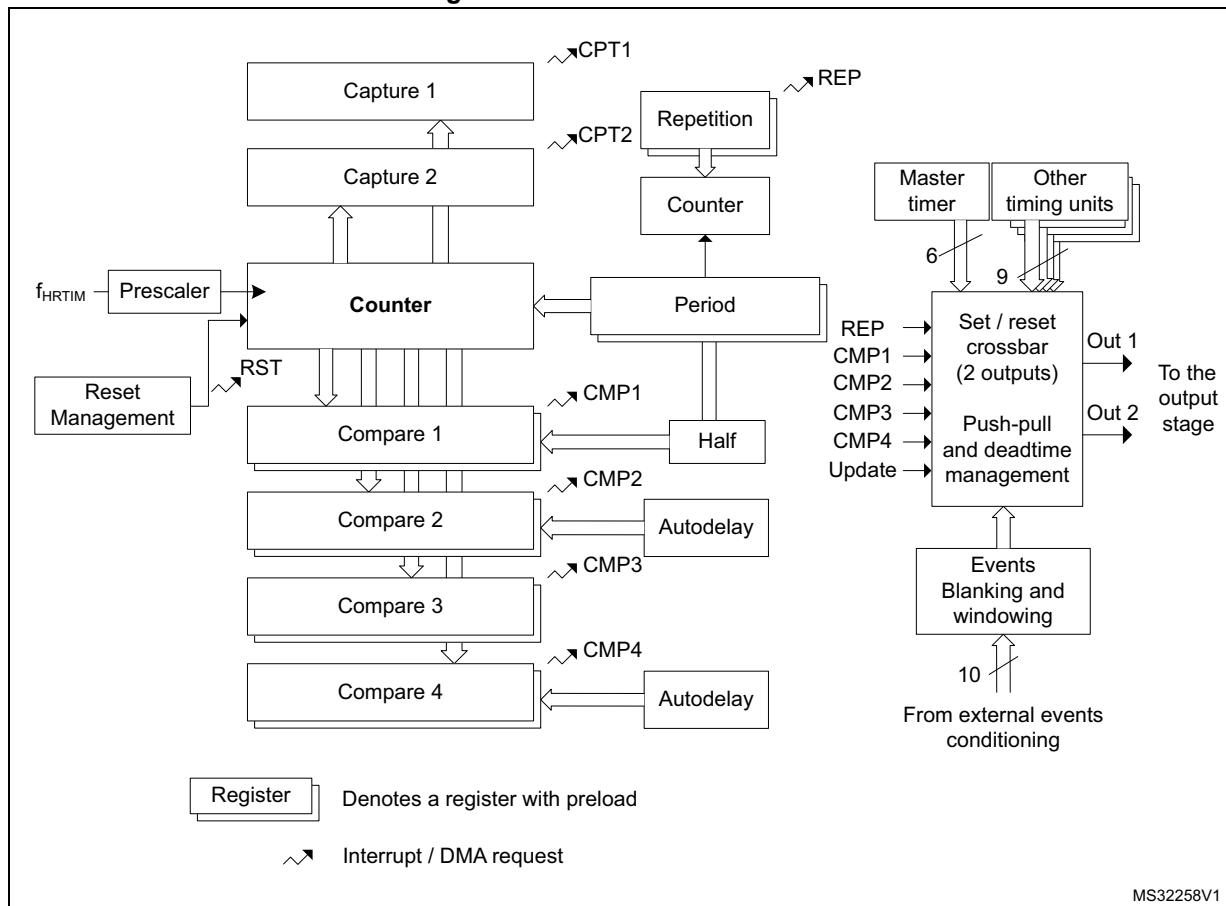 CPT1
Capture 1
REP
Repetition
CPT2
Capture 2
Counter
Master
timer
Other
timing units
6
9
fHRTIM
Prescaler
Counter
Period
RST
Reset
Management
CMP1
Compare 1
Half
CMP2
Compare 2
Autodelay
CMP3
Compare 3
CMP4
Compare 4
Autodelay
REP
CMP1
CMP2
CMP3
CMP4
Update
Set / reset
crossbar
(2 outputs)
Push-pull
and deadtime
management
Out 1
Out 2
To the
output
stage
Events
Blanking and
windowing
10
From external events
conditioning
Register
Denotes a register with preload
Interrupt / DMA request
MS32258V1